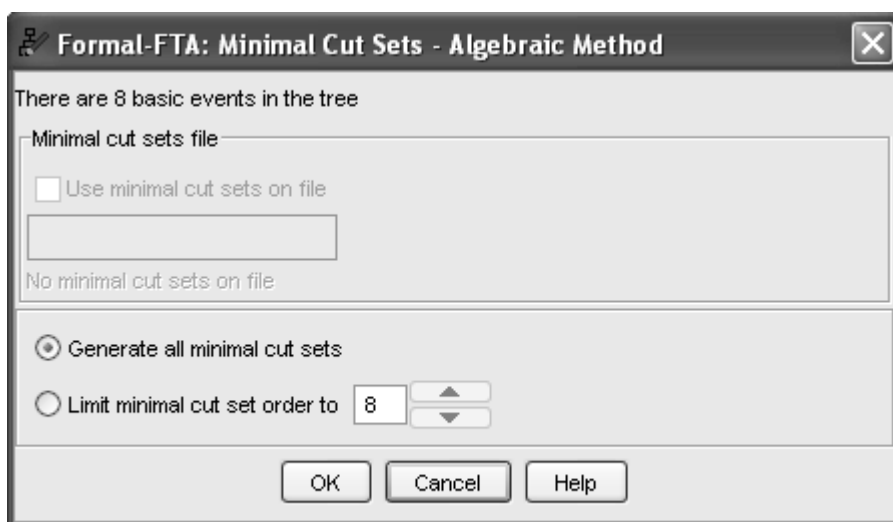 Formal-FTA: Minimal Cut Sets - Algebraic Method
There are 8 basic events in the tree
Minimal cut sets file
Use minimal cut sets on file
No minimal cut sets on file
Generate all minimal cut sets
Limit minimal cut set order to 8
OK Cancel Help